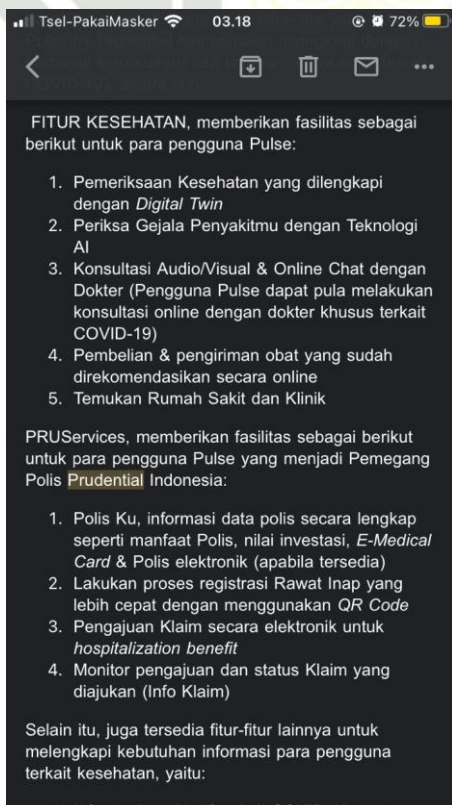 Tsel-PakaiMasker 03.18 72%
FITUR KESEHATAN, memberikan fasilitas sebagai
berikut untuk para pengguna Pulse:
1. Pemeriksaan Kesehatan yang dilengkapi
dengan Digital Twin
2. Periksa Gejala Penyakitmu dengan Teknologi
AI
3. Konsultasi Audio/Visual & Online Chat dengan
Dokter (Pengguna Pulse dapat pula melakukan
konsultasi online dengan dokter khusus terkait
COVID-19)
4. Pembelian & pengiriman obat yang sudah
direkomendasikan secara online
5. Temukan Rumah Sakit dan Klinik
PRUServices, memberikan fasilitas sebagai berikut
untuk para pengguna Pulse yang menjadi Pemegang
Polis Prudential Indonesia:
1. Polis Ku, informasi data polis secara lengkap
seperti manfaat Polis, nilai investasi, E-Medical
Card & Polis elektronik (apabila tersedia)
2. Lakukan proses registrasi Rawat Inap yang
lebih cepat dengan menggunakan QR Code
3. Pengajuan Klaim secara elektronik untuk
hospitalization benefit
4. Monitor pengajuan dan status Klaim yang
diajukan (Info Klaim)
Selain itu, juga tersedia fitur-fitur lainnya untuk
melengkapi kebutuhan informasi para pengguna
terkait kesehatan, yaitu: